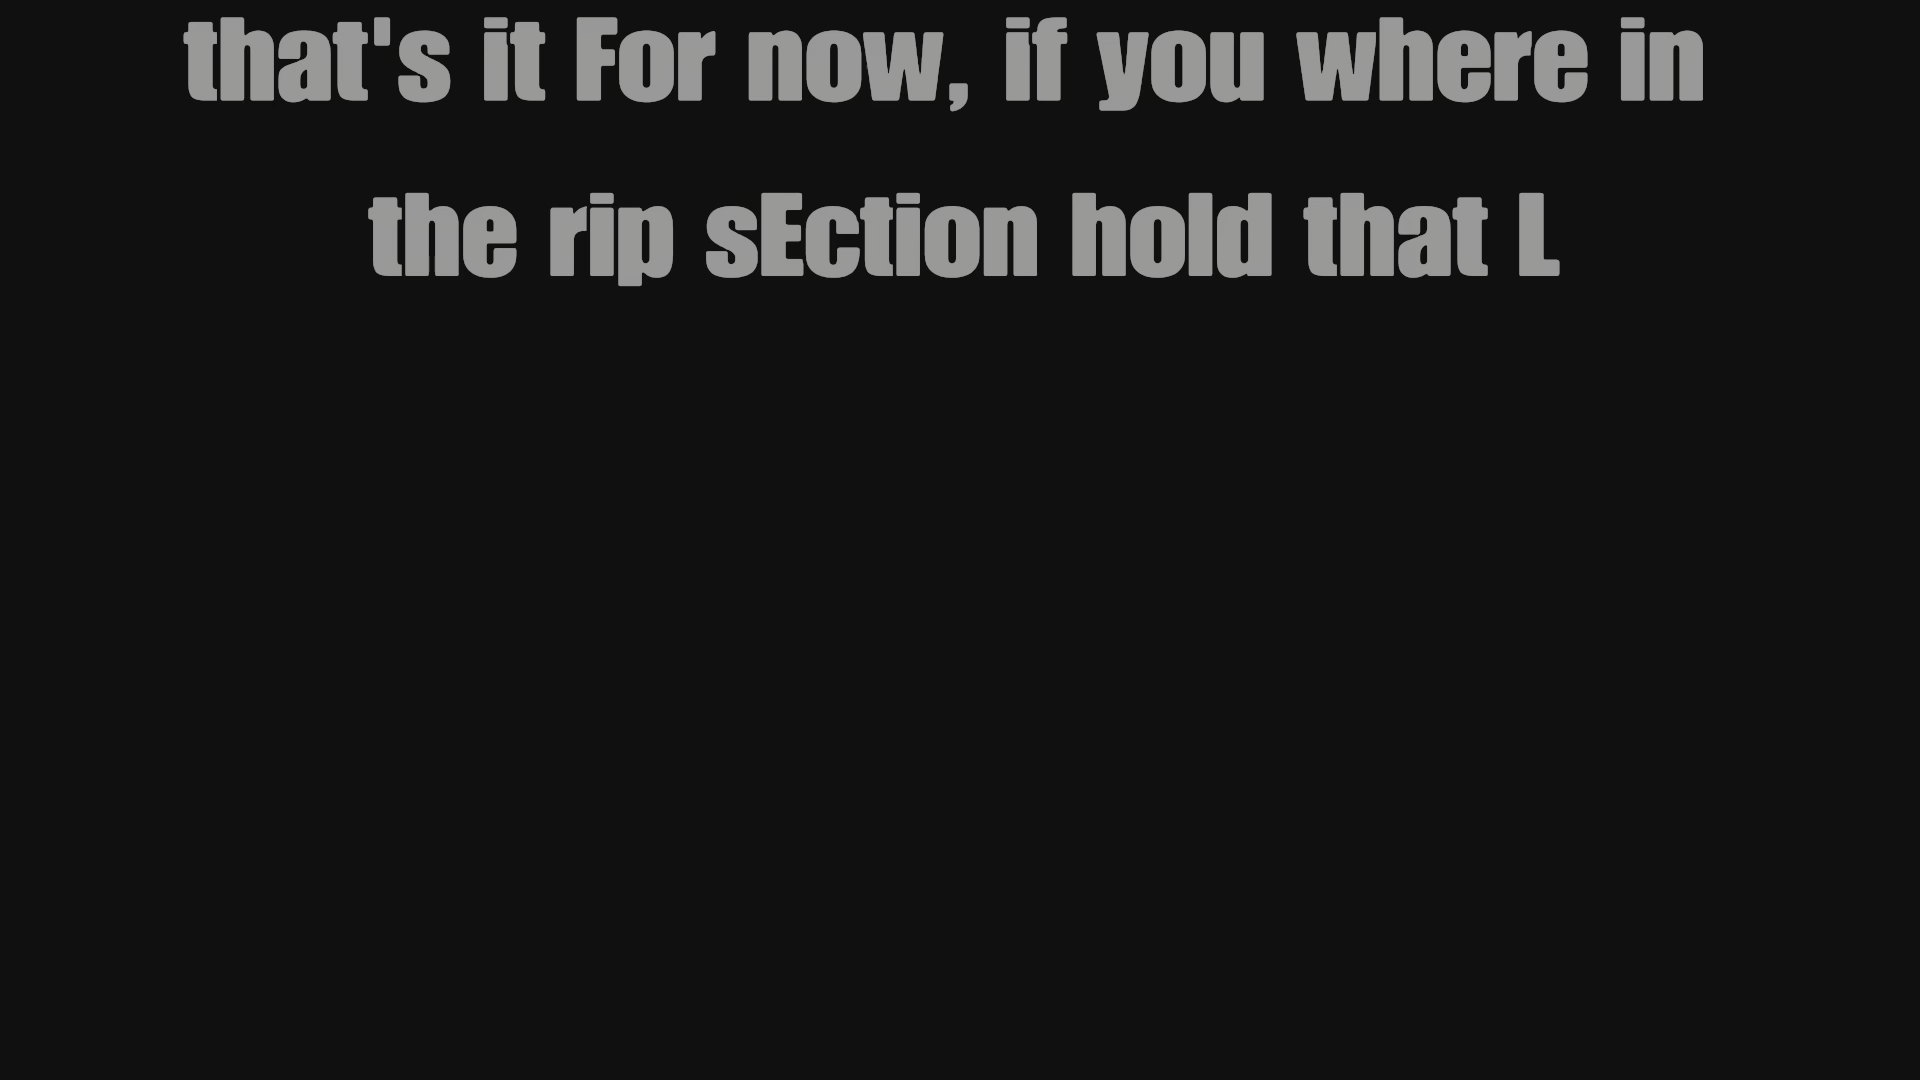 that's it For now, if you where in
the rip sEction hold that L